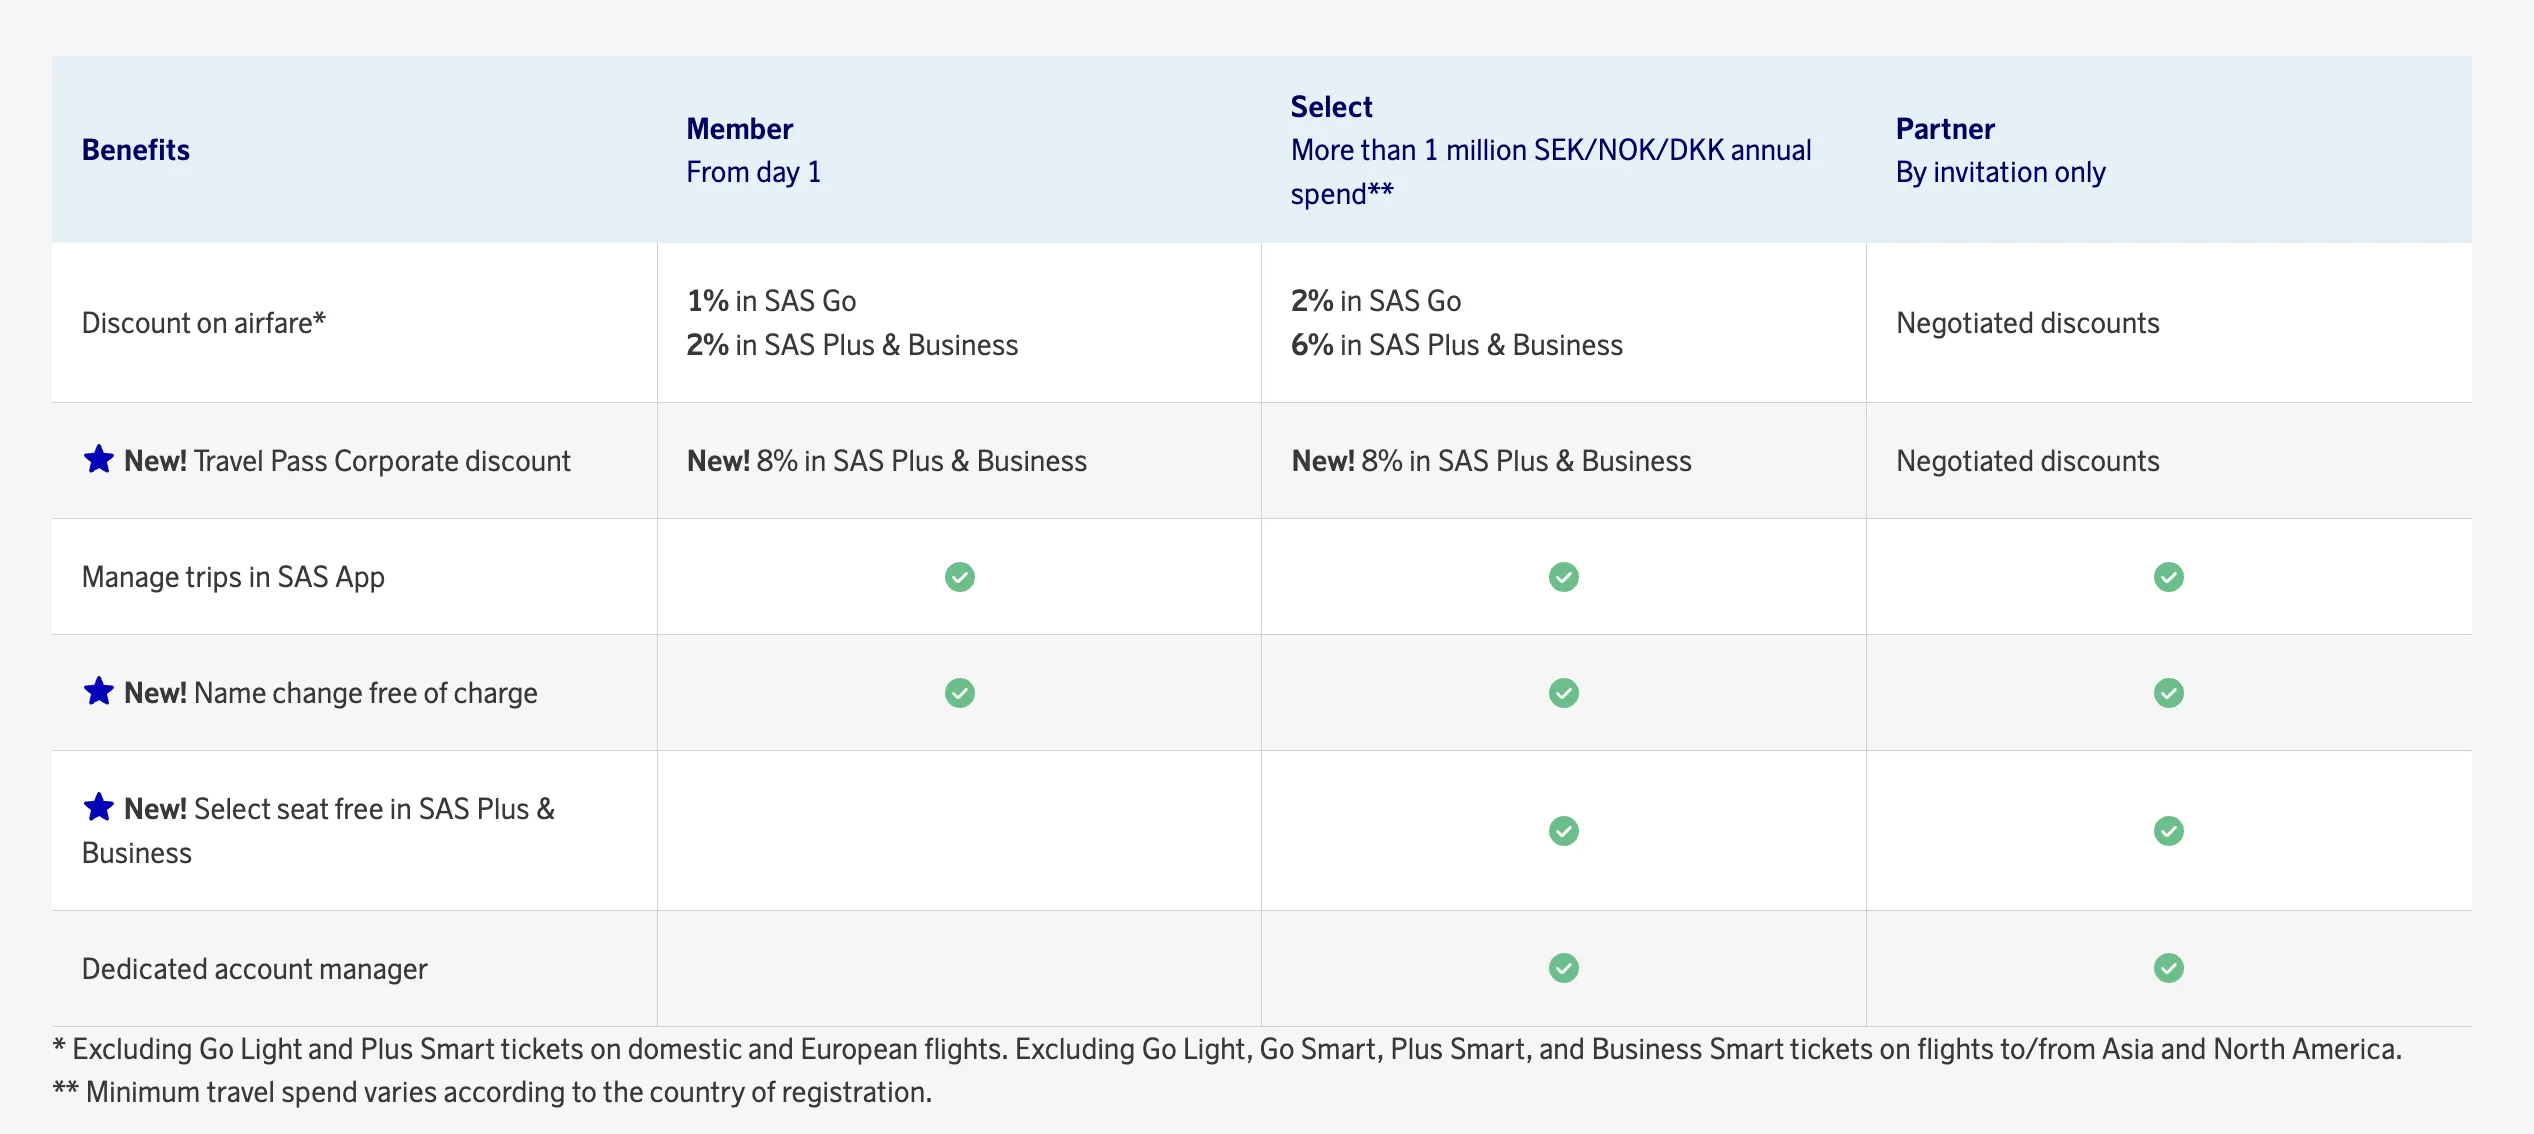 Benefits
Member
From day 1
Select
More than 1 million SEK/NOK/DKK annual
spend**
Partner
By invitation only
Discount on airfare*
1% in SAS Go
2% in SAS Plus & Business
2% in SAS Go
6% in SAS Plus & Business
Negotiated discounts
New! Travel Pass Corporate discount
New! 8% in SAS Plus & Business
New! 8% in SAS Plus & Business
Negotiated discounts
Manage trips in SAS App
New! Name change free of charge
New! Select seat free in SAS Plus &
Business
Dedicated account manager
* Excluding Go Light and Plus Smart tickets on domestic and European flights. Excluding Go Light, Go Smart, Plus Smart, and Business Smart tickets on flights to/from Asia and North America.
** Minimum travel spend varies according to the country of registration.